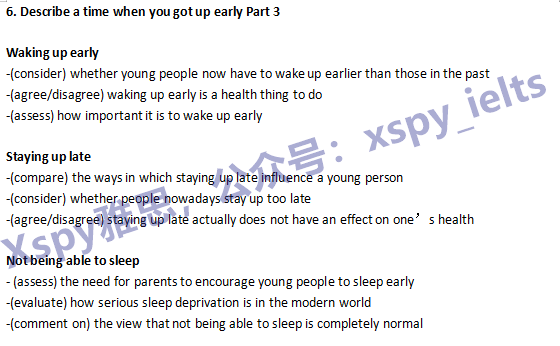 6. Describe a time when you got up early Part 3
Waking up early
-(consider) whether young people now have to wake up earlier than those in the past
-(agree/disagree) waking up early is a health thing to do
-(assess) how important it is to wake up early
Staying up late
-(compare) the ways in which staying up late influence a young person
-(consider) whether people nowadays stay up too late
-(agree/disagree) staying up late actually does not have an effect on one’s health
Not being able to sleep
- (assess) the need for parents to encourage young people to sleep early
-(evaluate) how serious sleep deprivation is in the modern world
-(comment on) the view that not being able to sleep is completely normal
Xspy雅思，公众号：xspy_ielts